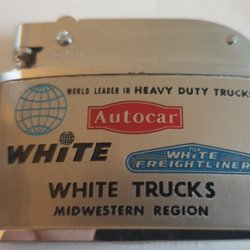 WORLD LEADER IN HEAVY DUTY TRUCKS
Autocar
WHITE
WHITE
FREIGHTLINER
WHITE TRUCKS
MIDWESTERN REGION